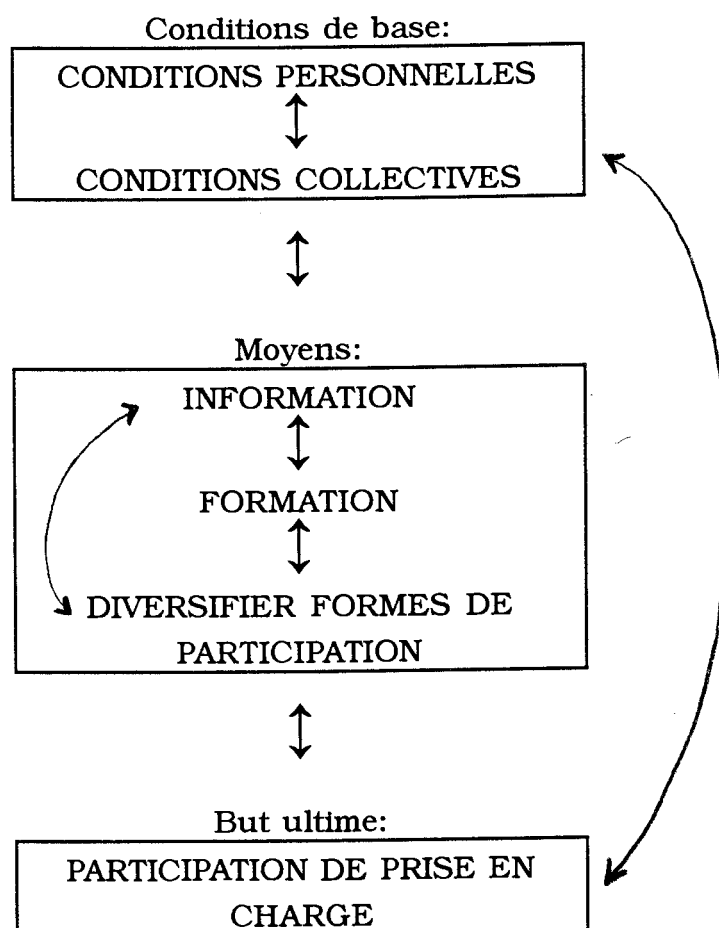 Conditions de base:
CONDITIONS PERSONNELLES
CONDITIONS COLLECTIVES
Moyens:
INFORMATION
FORMATION
DIVERSIFIER FORMES DE
PARTICIPATION
But ultime:
PARTICIPATION DE PRISE EN
CHARGE